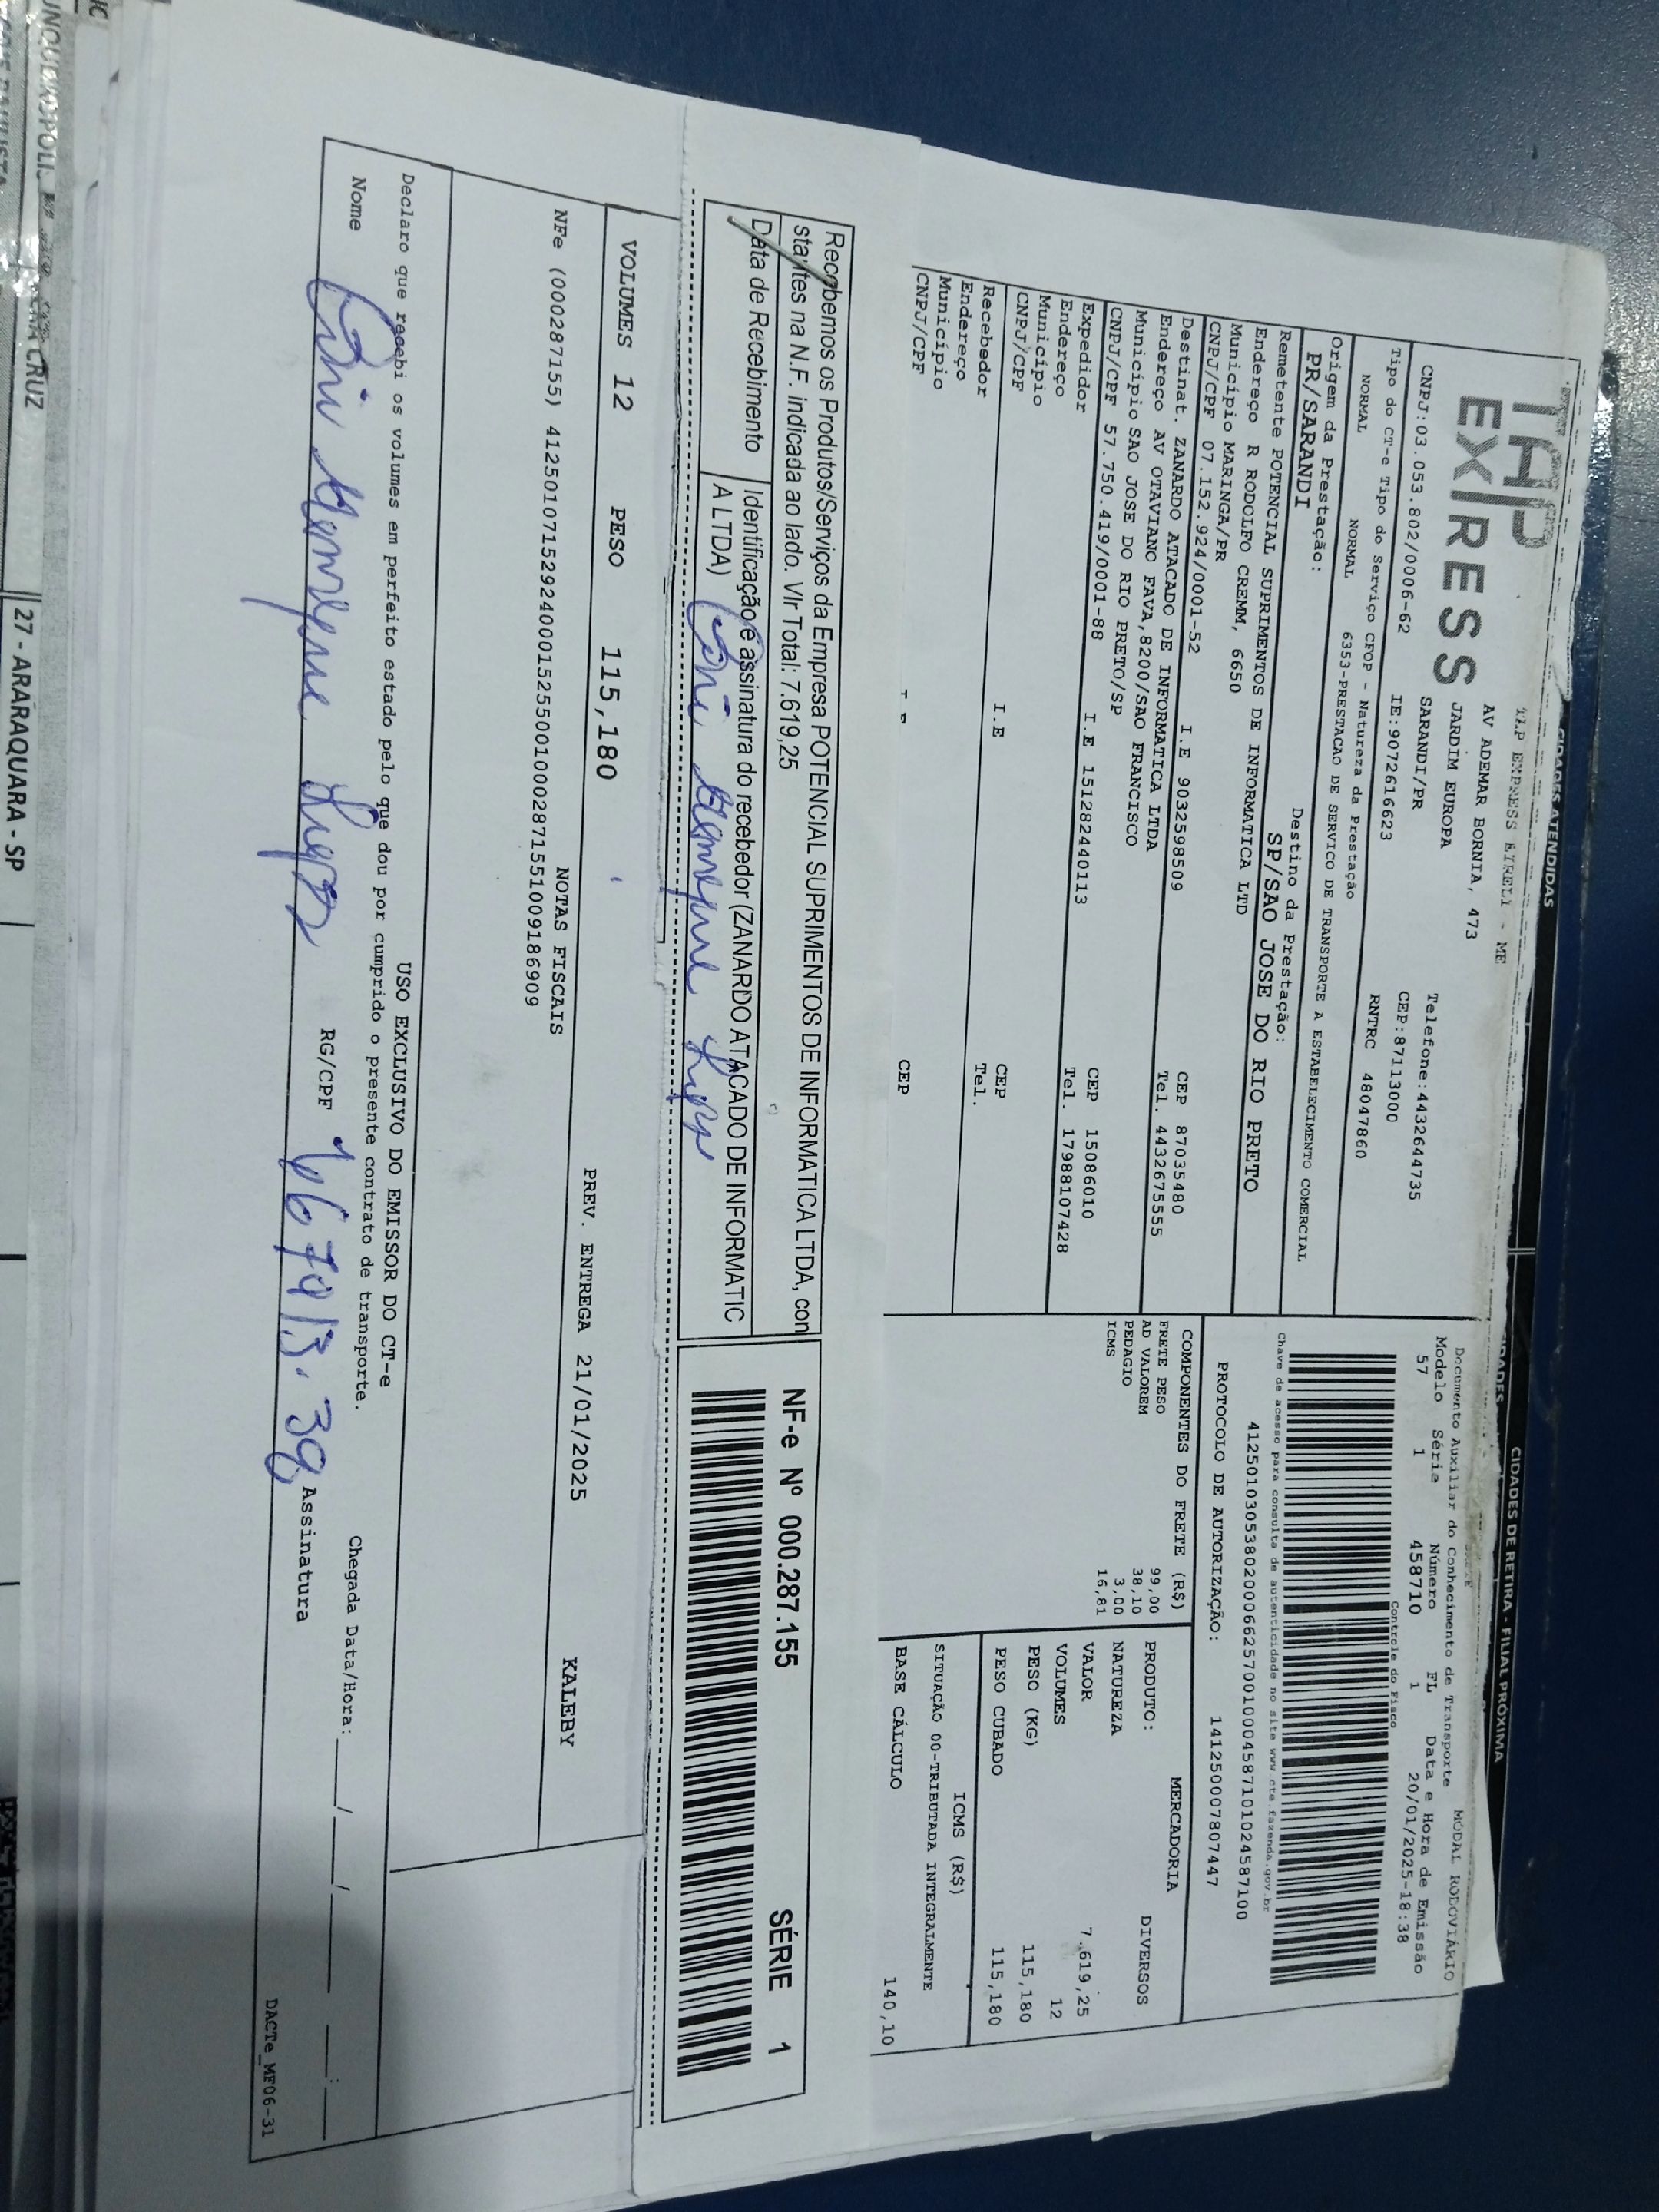 CIDADES ATENDIDAS
CIDADES DE RETIRA - FILIAL PRÓXIMA
TAP
EX/RESS
TAP EXPRESS EIRELI - ME
AV ADEMAR BORNIA, 473
JARDIM EUROPA
SARANDI/PR
Telefone:4432644735
CNPJ:03.053.802/0006-62
IE:9072616623
CEP:87113000
Tipo do CT-e Tipo do Serviço CFOP - Natureza da Prestação
RNTRC 48047860
NORMAL NORMAL 6353-PRESTACAO DE SERVICO DE TRANSPORTE A ESTABELECIMENTO COMERCIAL
Origem da Prestação:
PR/SARANDI
Destino da Prestação:
SP/SAO JOSE DO RIO PRETO
Remetente POTENCIAL SUPRIMENTOS DE INFORMATICA LTD
Endereço R RODOLFO CREMM, 6650
Município MARINGA/PR
CEP 87035480
CNPJ/CPF 07.152.924/0001-52 I.E 9032598509
Tel. 4432675555
Destinat. ZANARDO ATACADO DE INFORMATICA LTDA
Endereço AV OTAVIANO FAVA,8200/SAO FRANCISCO
Município SAO JOSE DO RIO PRETO/SP
CEP 15086010
CNPJ/CPF 57.750.419/0001-88 I.E 151282440113
Tel. 17988107428
Expedidor
Endereço
Município
CEP
CNPJ/CPF I.E
Tel.
Recebedor
Endereço
Município
CEP
CNPJ/CPF
Documento Auxiliar do Conhecimento de Transporte
MODAL RODOVIÁRIO
Modelo Série Número FL Data e Hora de Emissão
57 1 458710 1 20/01/2025-18:38
Controle do Fisco
Chave de acesso para consulta de autenticidade no site www.cte.fazenda.gov.br
41250103053802000662570010004587101024587100
PROTOCOLO DE AUTORIZAÇÃO: 141250007807447
COMPONENTES DO FRETE (R$)
FRETE PESO 99,00
AD VALOREM 38,10
PEDAGIO 3,00
ICMS 16,81
MERCADORIA
PRODUTO: DIVERSOS
NATUREZA
VALOR 7.619,25
VOLUMES 12
PESO (KG) 115,180
PESO CUBADO 115,180
ICMS (R$)
SITUAÇÃO 00-TRIBUTADA INTEGRALMENTE
BASE CÁLCULO 140,10
Recebemos os Produtos/Serviços da Empresa POTENCIAL SUPRIMENTOS DE INFORMATICA LTDA, con
stantes na N.F. indicada ao lado. Vlr Total: 7.619,25
Data de Recebimento
Identificação e assinatura do recebedor (ZANARDO ATACADO DE INFORMATIC
A LTDA)
NF-e Nº 000.287.155
SÉRIE 1
VOLUMES 12 PESO 115,180
PREV. ENTREGA 21/01/2025
KALEBY
NOTAS FISCAIS
NFe (000287155) 41250107152924000152550010002871551009186909
USO EXCLUSIVO DO EMISSOR DO CT-e
Declaro que recebi os volumes em perfeito estado pelo que dou por cumprido o presente contrato de transporte.
Chegada Data/Hora: ____/____/____ ____:____
Nome
RG/CPF
Assinatura
DACTe_MF06-31
27 - ARARAQUARA - SP